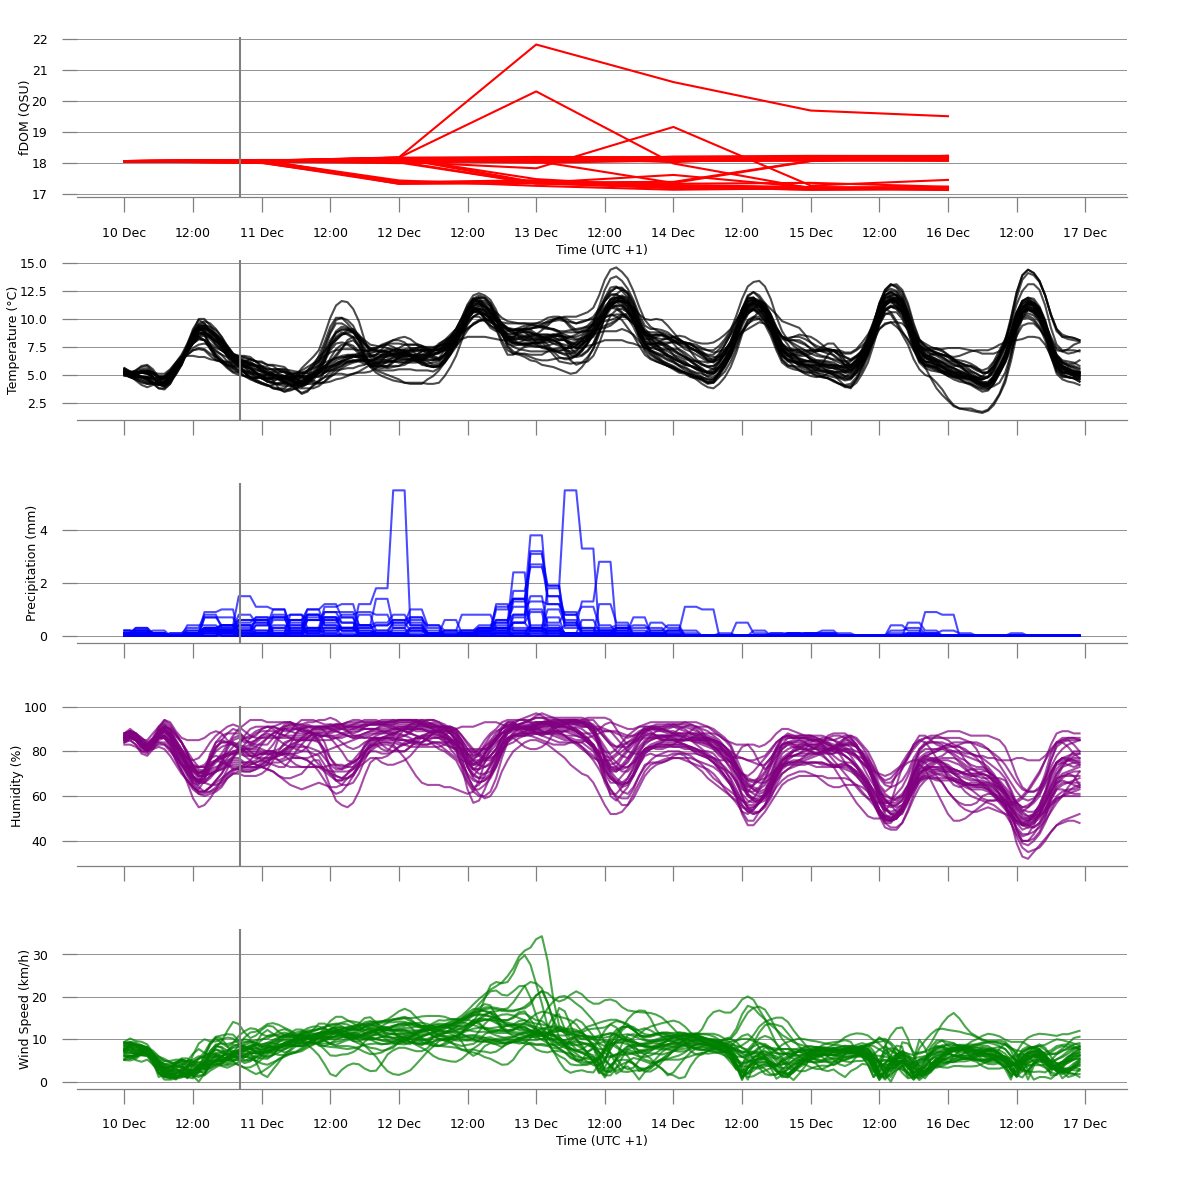 22
21
20
19
18
17
fDOM (QSU)
10 Dec 12:00 11 Dec 12:00 12 Dec 12:00 13 Dec 12:00 14 Dec 12:00 15 Dec 12:00 16 Dec 12:00 17 Dec
Time (UTC +1)
15.0
12.5
10.0
7.5
5.0
2.5
Temperature (°C)
4
2
0
Precipitation (mm)
100
80
60
40
Humidity (%)
30
20
10
0
Wind Speed (km/h)
10 Dec 12:00 11 Dec 12:00 12 Dec 12:00 13 Dec 12:00 14 Dec 12:00 15 Dec 12:00 16 Dec 12:00 17 Dec
Time (UTC +1)